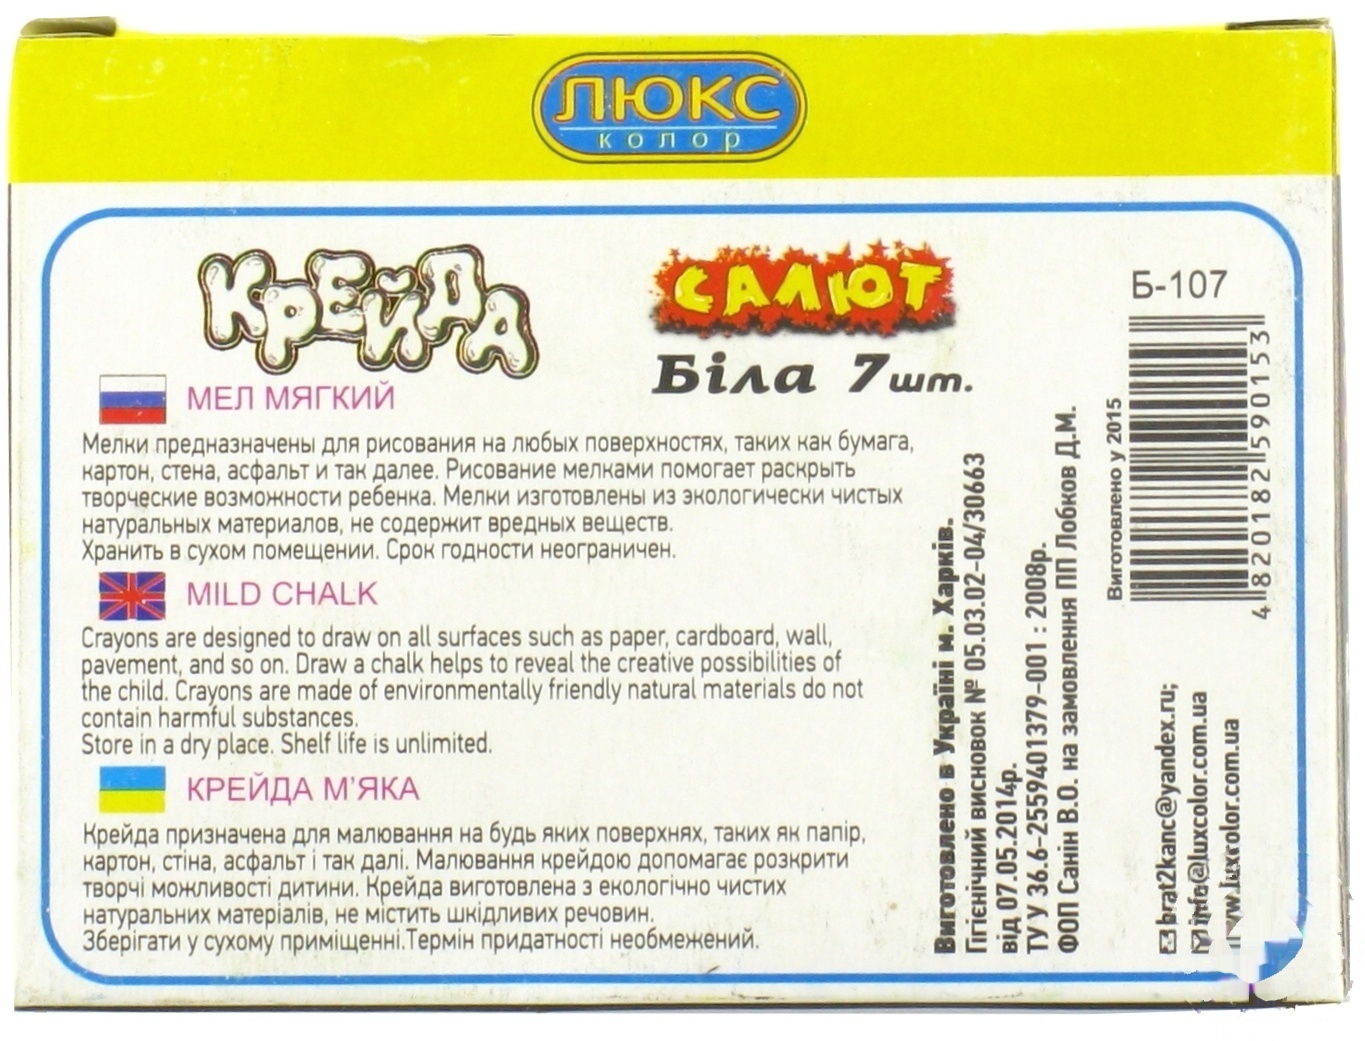 ЛЮКС
колор
КРЕЙДА
САЛЮТ
Біла 7шт.
МЕЛ МЯГКИЙ
Мелки предназначены для рисования на любых поверхностях, таких как бумага,
картон, стена, асфальт и так далее. Рисование мелками помогает раскрыть
творческие возможности ребенка. Мелки изготовлены из экологически чистых
натуральных материалов, не содержит вредных веществ.
Хранить в сухом помещении. Срок годности неограничен.
MILD CHALK
Crayons are designed to draw on all surfaces such as paper, cardboard, wall,
pavement, and so on. Draw a chalk helps to reveal the creative possibilities of
the child. Crayons are made of environmentally friendly natural materials do not
contain harmful substances.
Store in a dry place. Shelf life is unlimited.
КРЕЙДА М'ЯКА
Крейда призначена для малювання на будь яких поверхнях, таких як папір,
картон, стіна, асфальт і так далі. Малювання крейдою допомагає розкрити
творчі можливості дитини. Крейда виготовлена з екологічно чистих
натуральних матеріалів, не містить шкідливих речовин.
Зберігати у сухому приміщенні.Термін придатності необмежений.
Виготовлено в Україні м. Харків.
Гігієнічний висновок № 05.03.02-04/30663
від 07.05.2014р.
ТУ У 36.6-2559401379-001 : 2008р.
ФОП Санін В.О. на замовлення ПП Лобков Д.М.
Б-107
Виготовлено у 2015
4 820182 590153
brat2kanc@yandex.ru;
info@luxcolor.com.ua
www.luxcolor.com.ua